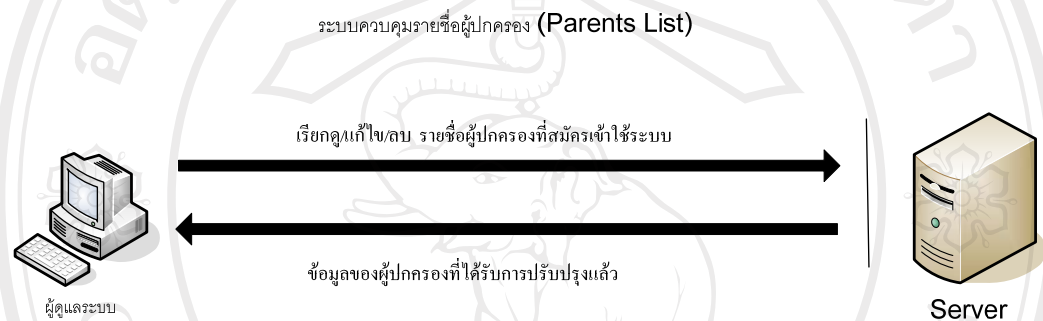 ระบบควบคุมรายชื่อผู้ปกครอง (Parents List)
เรียกดู/แก้ไข/ลบ รายชื่อผู้ปกครองที่สมัครเข้าใช้ระบบ
ข้อมูลของผู้ปกครองที่ได้รับการปรับปรุงแล้ว
ผู้ดูแลระบบ
Server